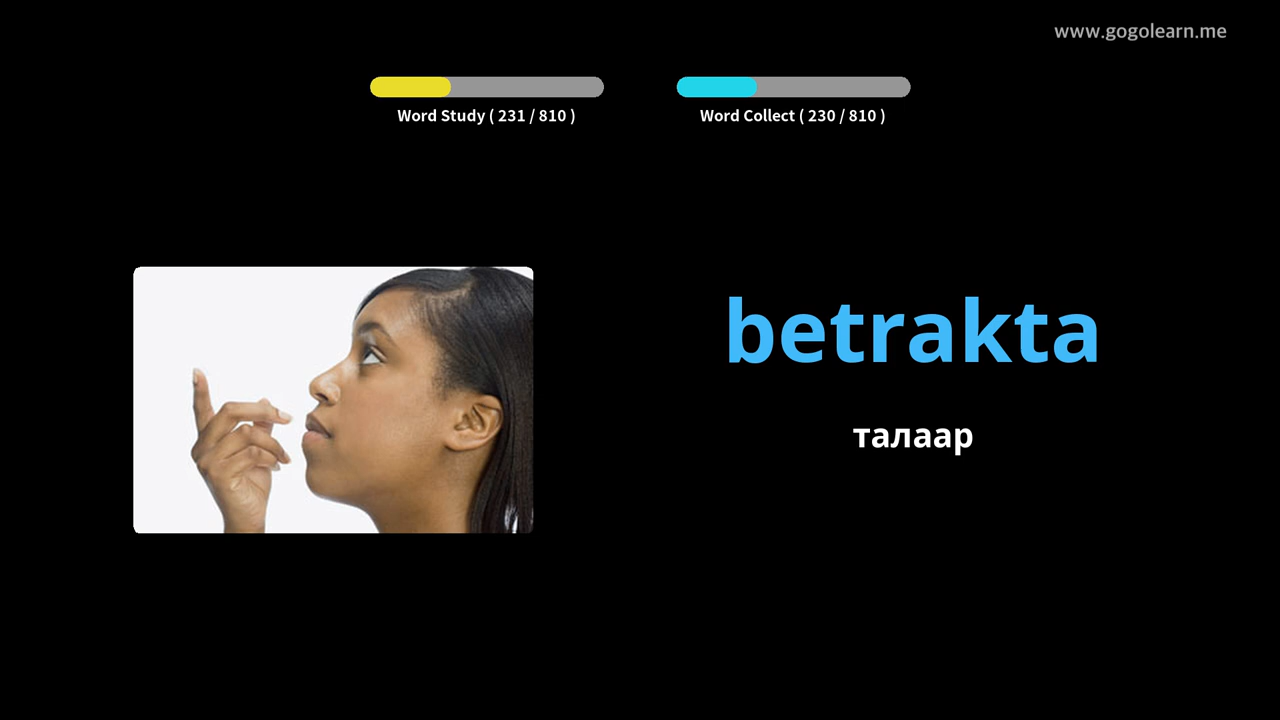 www.gogolearn.me
Word Study ( 231 / 810 )
Word Collect ( 230 / 810 )
betrakta
талаар